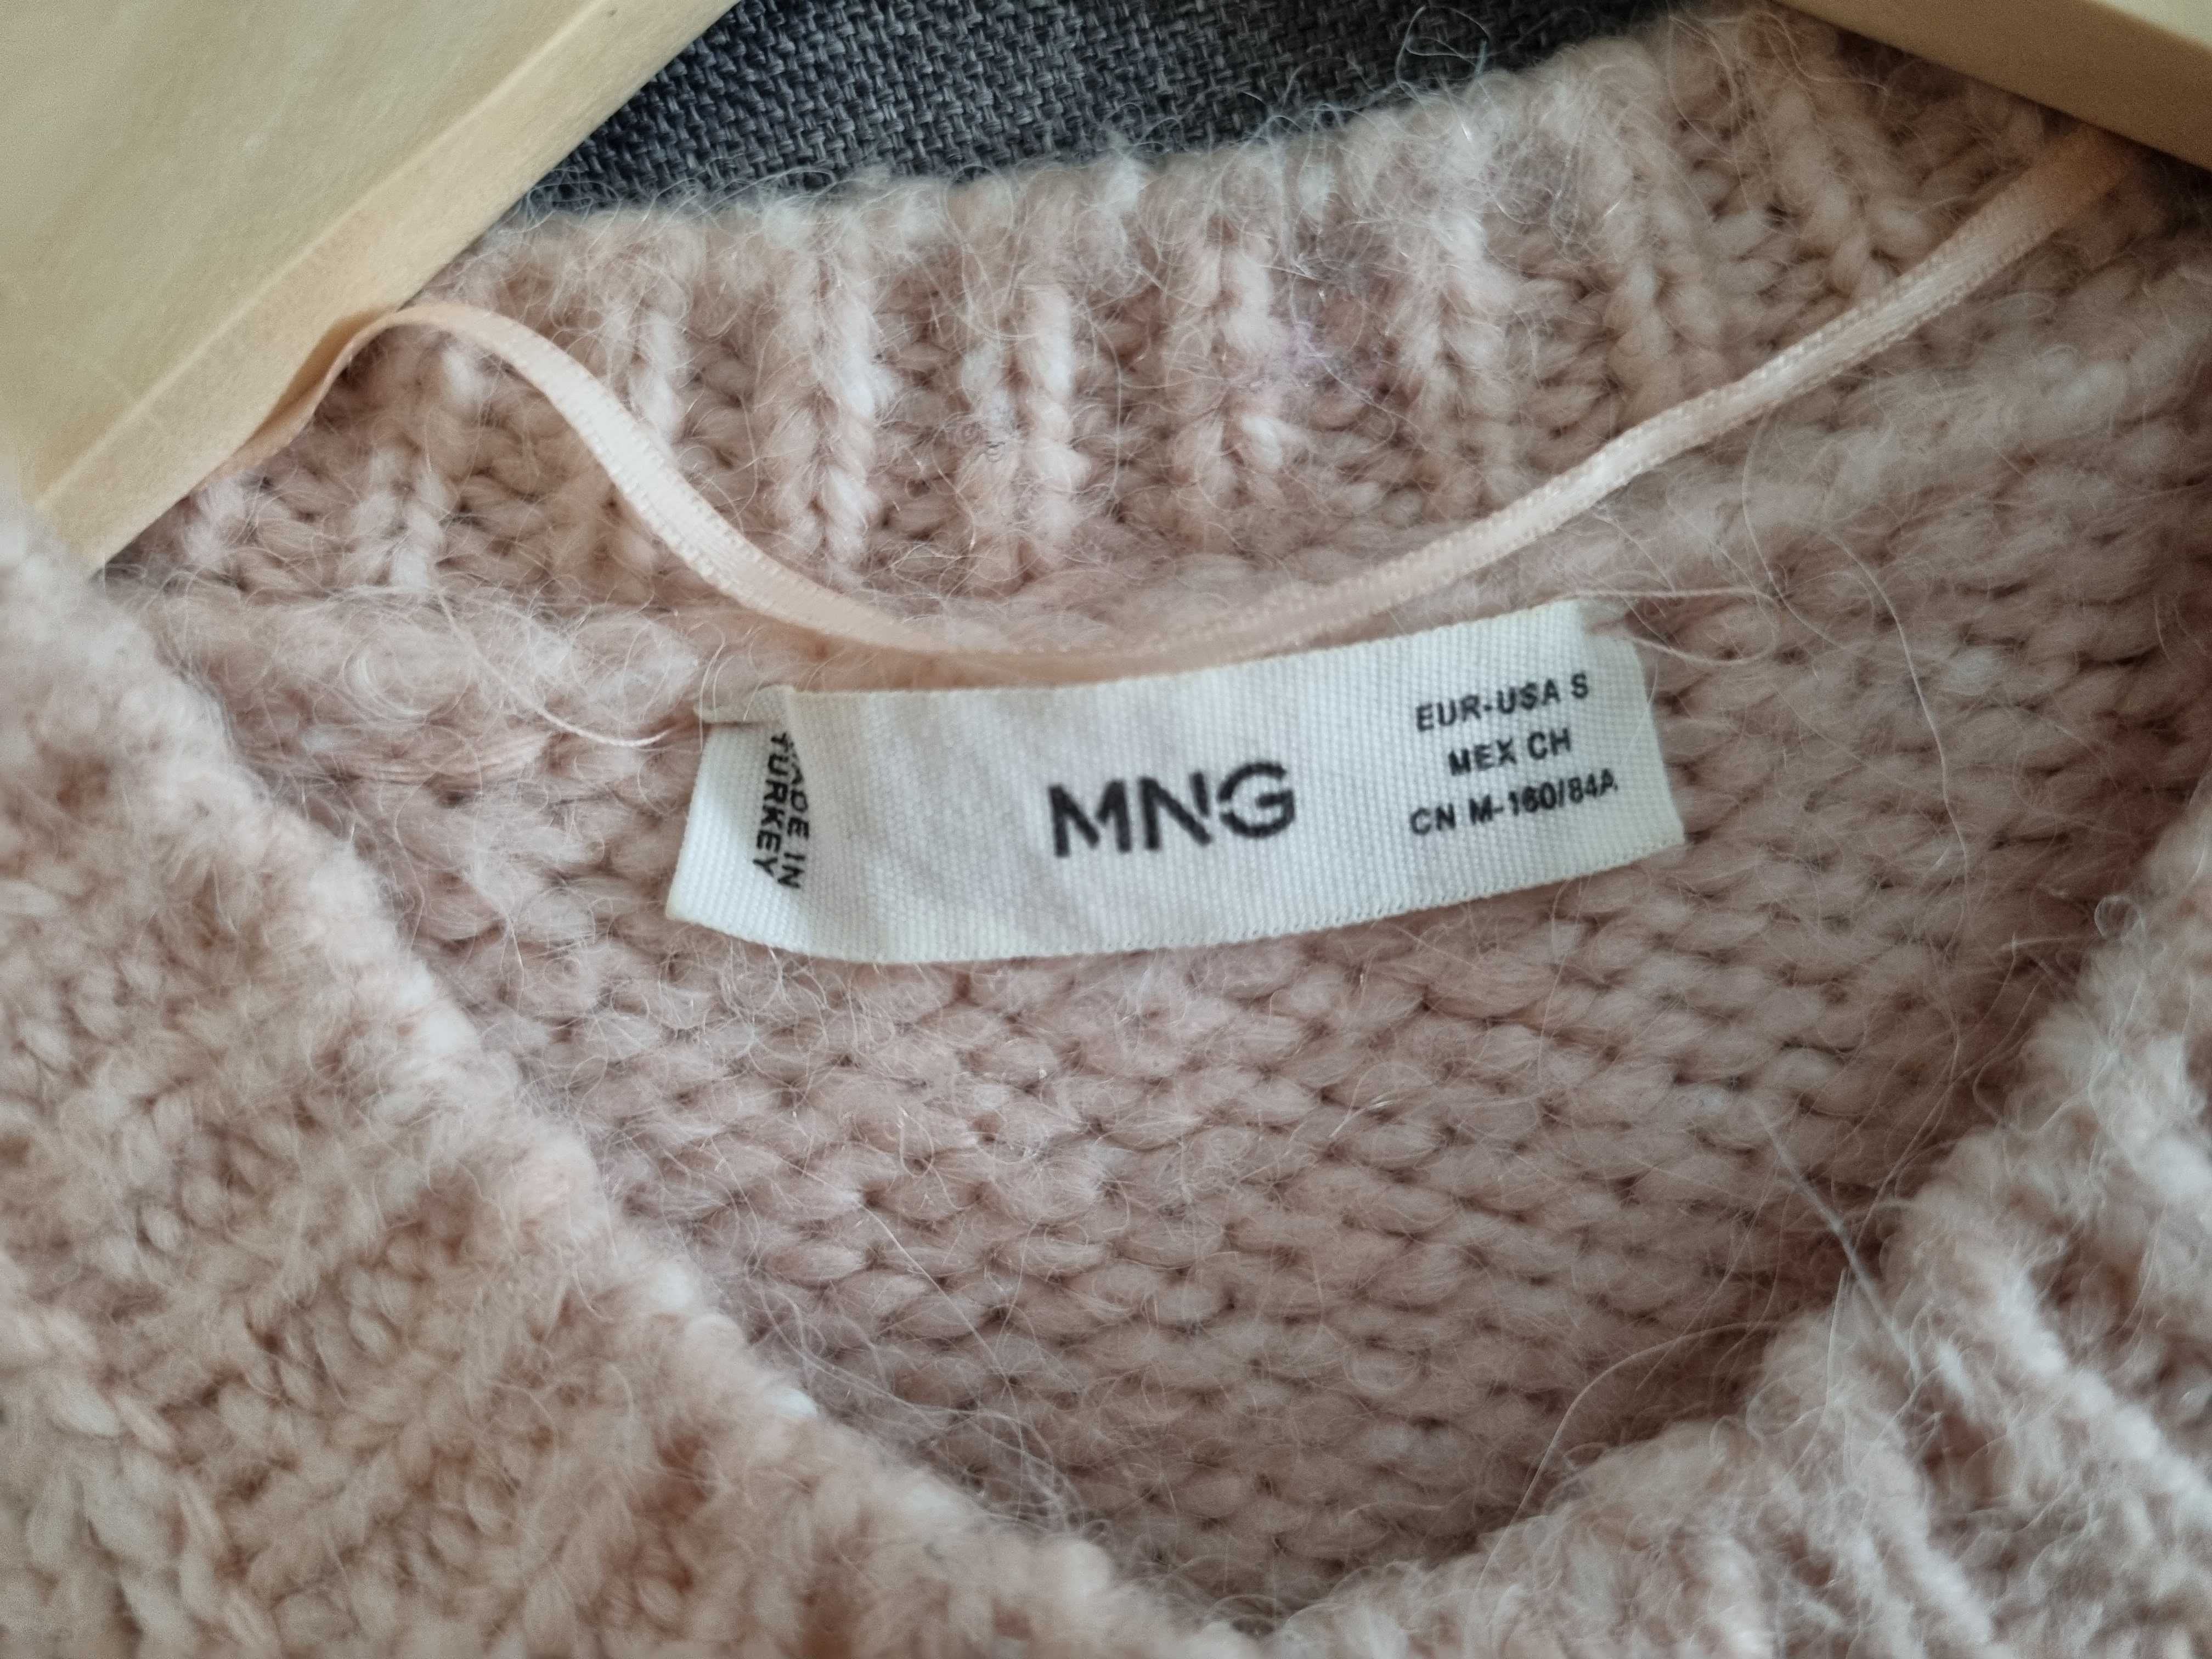 MADE IN
TURKEY
MNG
EUR-USA S
MEX CH
CN M-160/84A